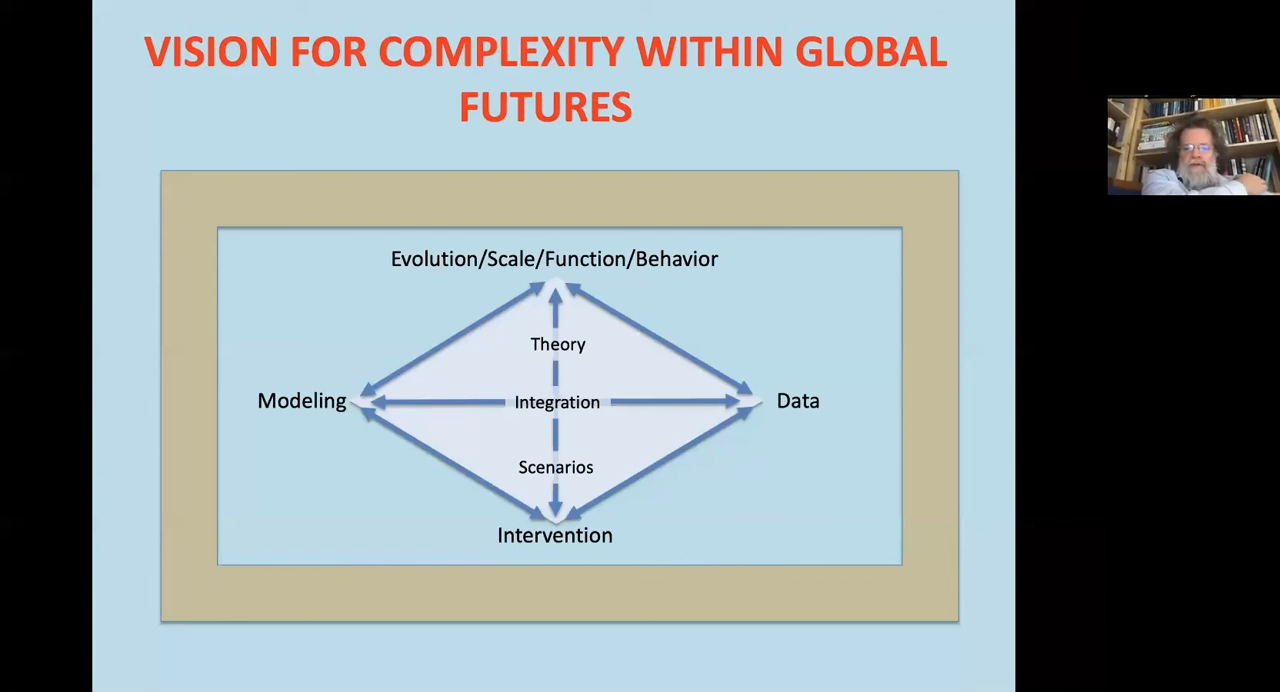 VISION FOR COMPLEXITY WITHIN GLOBAL
FUTURES
Evolution/Scale/Function/Behavior
Theory
Modeling
Integration
Data
Scenarios
Intervention